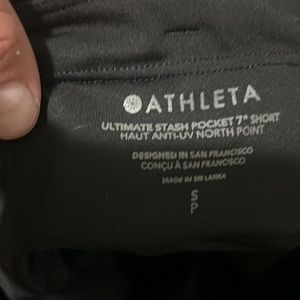 ATHLETA
ULTIMATE STASH POCKET 7" SHORT
HAUT ANTI-UV NORTH POINT
DESIGNED IN SAN FRANCISCO
CONÇU À SAN FRANCISCO
MADE IN SRI LANKA
S
P